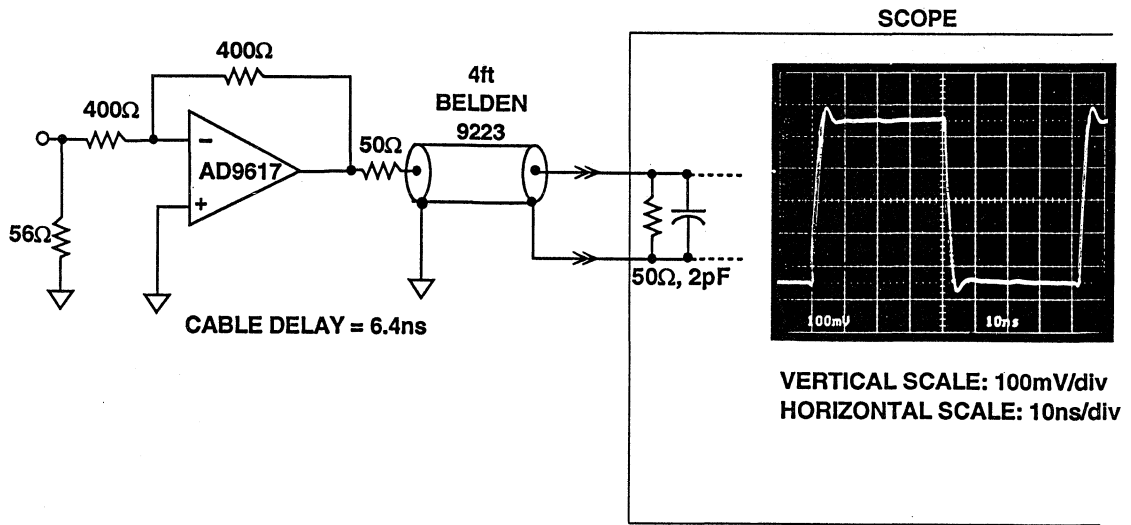 SCOPE
400Ω
400Ω
4ft
BELDEN
9223
50Ω
−
AD9617
+
56Ω
50Ω, 2pF
CABLE DELAY = 6.4ns
100mV
10ns
VERTICAL SCALE: 100mV/div
HORIZONTAL SCALE: 10ns/div